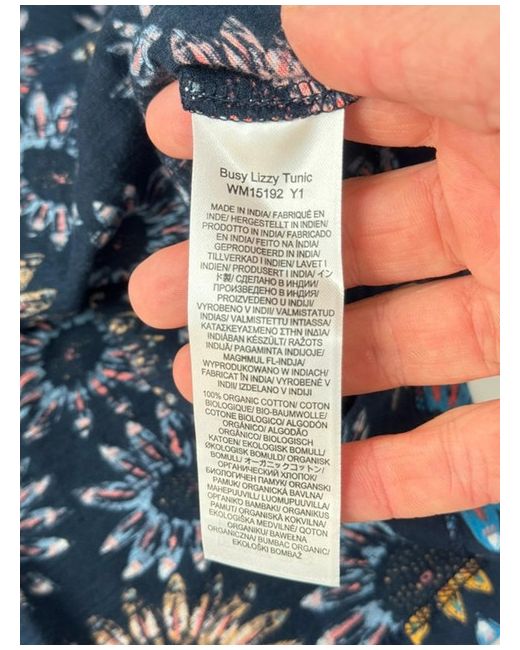 Busy Lizzy Tunic
WM15192 Y1
MADE IN INDIA/ FABRIQUÉ EN
INDE/ HERGESTELLT IN INDIEN/
PRODOTTO IN INDIA/ FABRICADO
EN INDIA/ FEITO NA ÍNDIA/
GEPRODUCEERD IN INDIA/
TILLVERKAD I INDIEN/ LAVET I
INDIEN/ PRODUSERT I INDIA/ イン
ド製/ СДЕЛАНО В ИНДИИ/
ПРОИЗВЕДЕНО В ИНДИЯ/
PROIZVEDENO U INDIJI/
VYROBENO V INDII/ VALMISTATUD
INDIAS/ VALMISTETTU INTIASSA/
ΚΑΤΑΣΚΕΥΑΣΜΕΝΟ ΣΤΗΝ ΙΝΔΙΑ/
INDIÁBAN KÉSZÜLT/ RAŽOTS
INDIJĀ/ PAGAMINTA INDIJOJE/
MAGĦMUL FL-INDJA/
WYPRODUKOWANO W INDIACH/
FABRICAT ÎN INDIA/ VYROBENÉ V
INDII/ IZDELANO V INDIJI
100% ORGANIC COTTON/ COTON
BIOLOGIQUE/ BIO-BAUMWOLLE/
COTONE BIOLOGICO/ ALGODÓN
ORGÁNICO/ ALGODÃO
ORGÂNICO/ BIOLOGISCH
KATOEN/ EKOLOGISK BOMULL/
ØKOLOGISK BOMULD/ ORGANISK
BOMULL/ オーガニックコットン/
ОРГАНИЧЕСКИЙ ХЛОПОК/
БИОЛОГИЧЕН ПАМУК/ ORGANSKI
PAMUK/ ORGANICKÁ BAVLNA/
MAHEPUUVILL/ LUOMUPUUVILLA/
ΟΡΓΑΝΙΚΟ ΒΑΜΒΑΚΙ/ ORGANIKUS
PAMUT/ ORGANISKĀ KOKVILNA/
EKOLOGIŠKA MEDVILNĖ/ QOTON
ORGANIKU/ BAWEŁNA
ORGANICZNA/ BUMBAC ORGANIC/
EKOLOŠKI BOMBAŽ